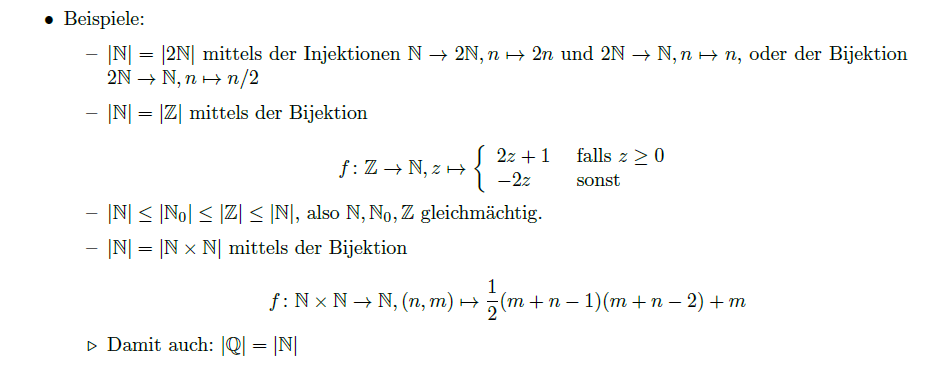 • Beispiele:
– |ℕ| = |2ℕ| mittels der Injektionen ℕ → 2ℕ, n ↦ 2n und 2ℕ → ℕ, n ↦ n, oder der Bijektion
2ℕ → ℕ, n ↦ n/2
– |ℕ| = |ℤ| mittels der Bijektion
f : ℤ → ℕ, z ↦ { 2z + 1 falls z ≥ 0
−2z sonst
– |ℕ| ≤ |ℕ₀| ≤ |ℤ| ≤ |ℕ|, also ℕ, ℕ₀, ℤ gleichmächtig.
– |ℕ| = |ℕ × ℕ| mittels der Bijektion
f : ℕ × ℕ → ℕ, (n, m) ↦ 1/2 (m + n − 1)(m + n − 2) + m
▷ Damit auch: |ℚ| = |ℕ|